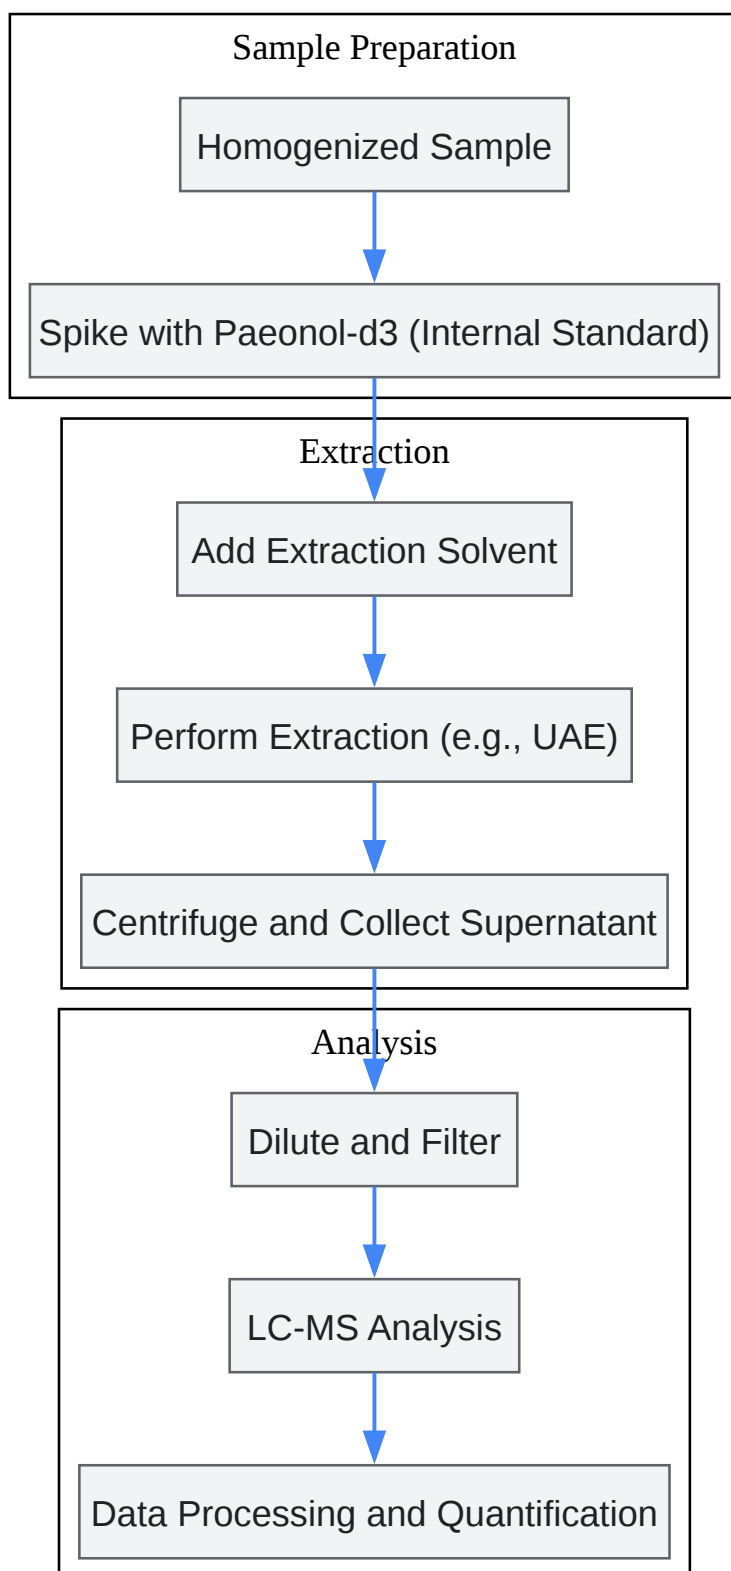 Sample Preparation
Homogenized Sample
Spike with Paeonol-d3 (Internal Standard)
Extraction
Add Extraction Solvent
Perform Extraction (e.g., UAE)
Centrifuge and Collect Supernatant
Analysis
Dilute and Filter
LC-MS Analysis
Data Processing and Quantification